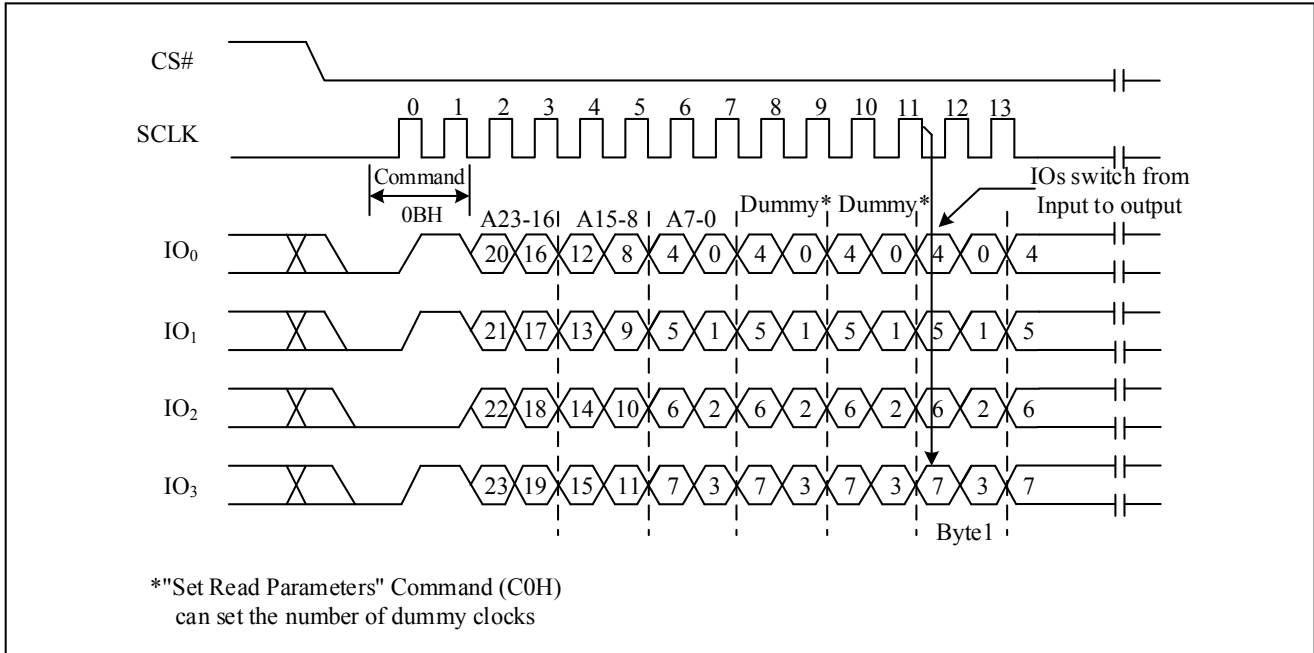 CS#
0 1 2 3 4 5 6 7 8 9 10 11 12 13
SCLK
Command
IOs switch from
Input to output
0BH
A23-16 A15-8 A7-0 Dummy* Dummy*
IO0 20 16 12 8 4 0 4 0 4 0 4 0 4
IO1 21 17 13 9 5 1 5 1 5 1 5 1 5
IO2 22 18 14 10 6 2 6 2 6 2 6 2 6
IO3 23 19 15 11 7 3 7 3 7 3 7 3 7
Byte1
*"Set Read Parameters" Command (C0H)
can set the number of dummy clocks